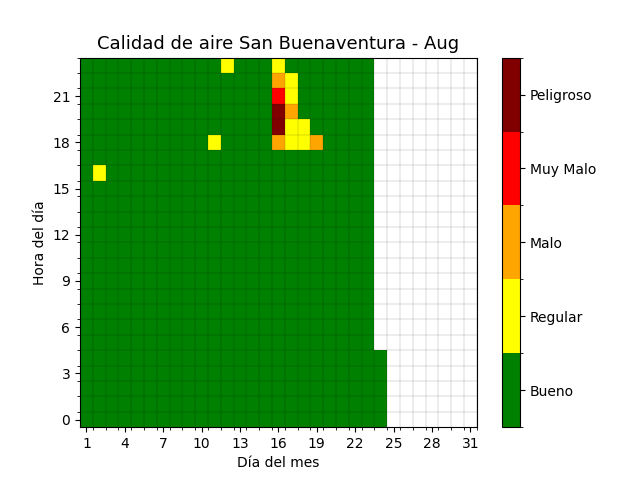 Calidad de aire San Buenaventura - Aug
Hora del día
21
18
15
12
9
6
3
0
1 4 7 10 13 16 19 22 25 28 31
Día del mes
Peligroso
Muy Malo
Malo
Regular
Bueno